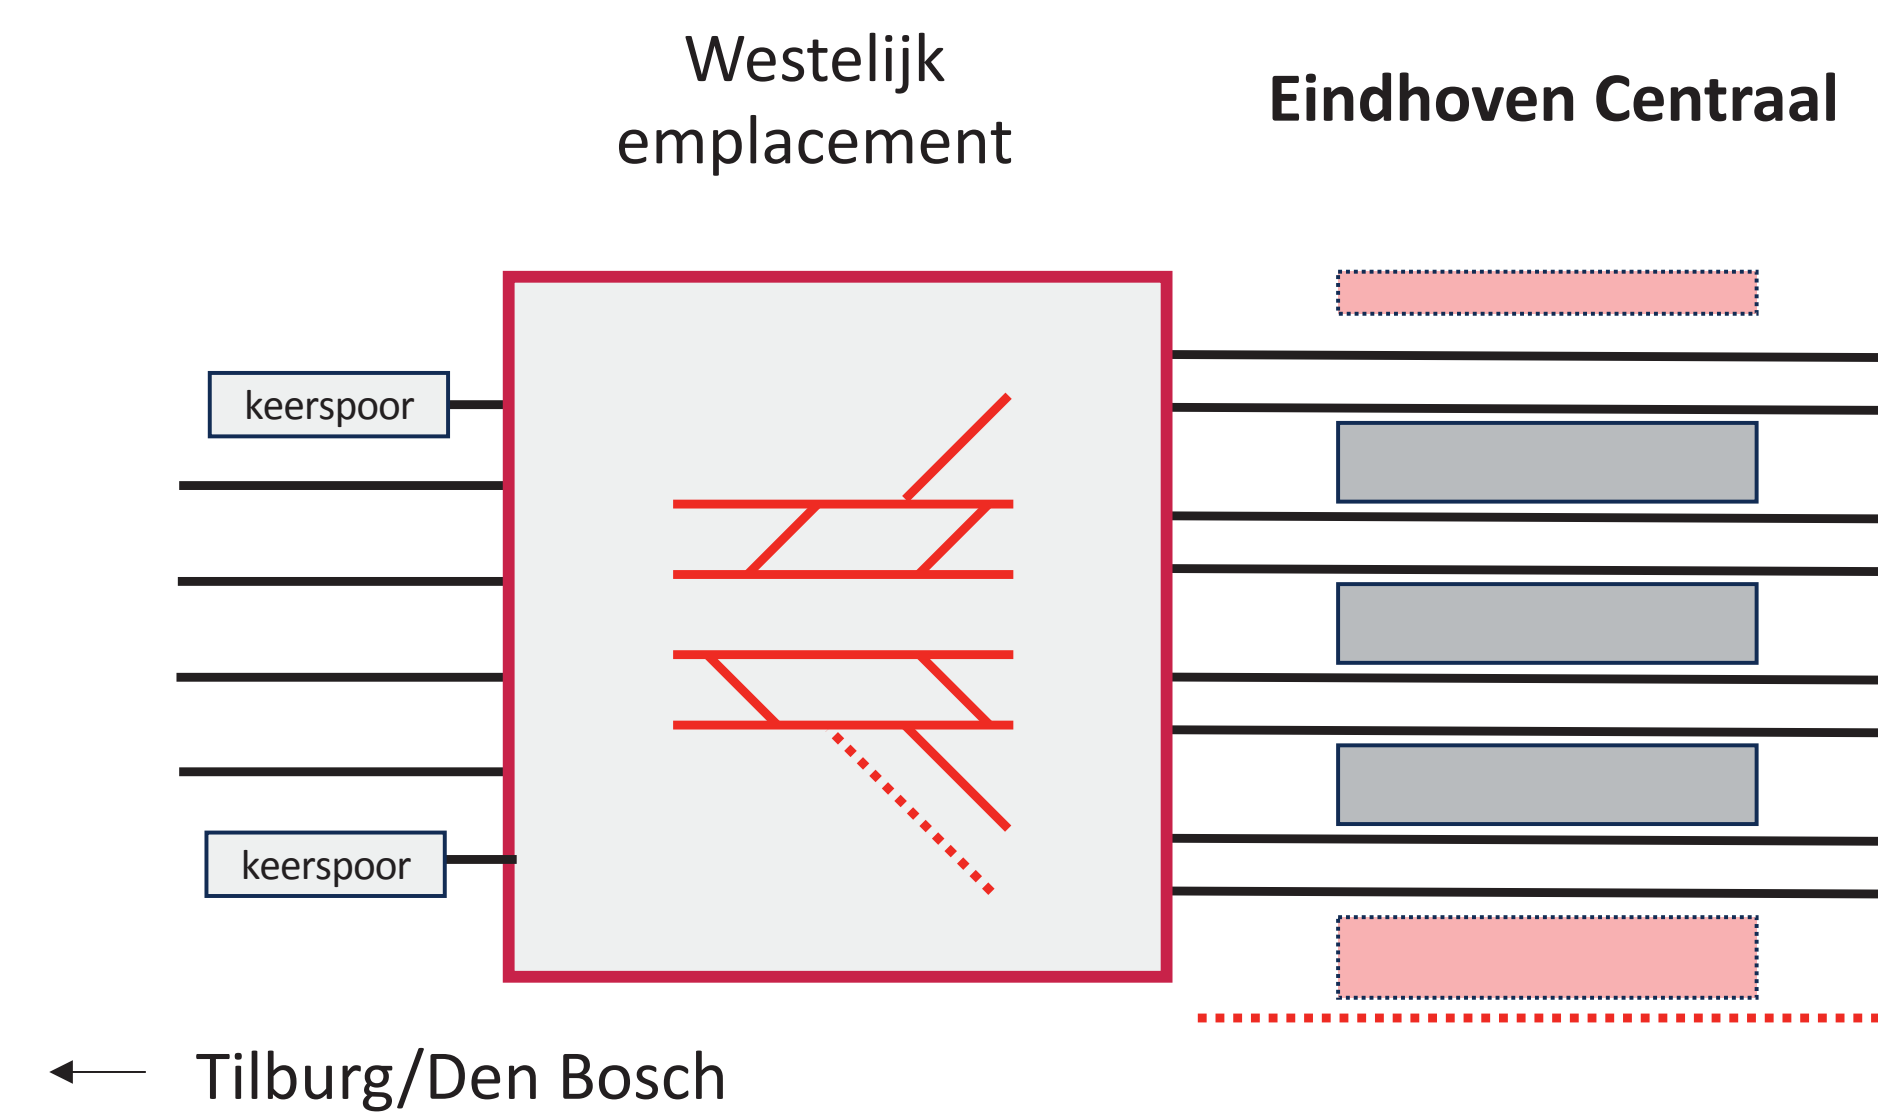 Westelijk
emplacement
Eindhoven Centraal
keerspoor
keerspoor
Tilburg/Den Bosch